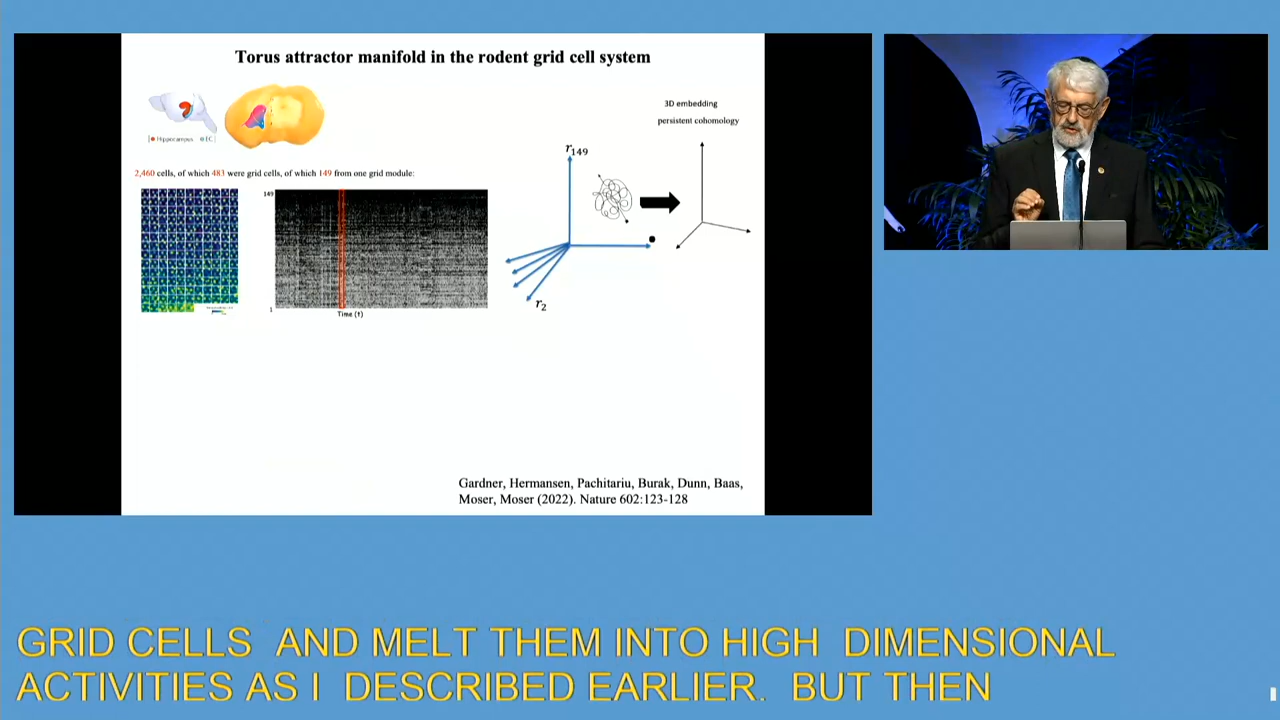 Torus attractor manifold in the rodent grid cell system
Hippocampus EC
3D embedding
persistent cohomology
2,460 cells, of which 483 were grid cells, of which 149 from one grid module:
149
1
Time (t)
r149
r2
Gardner, Hermansen, Pachitariu, Burak, Dunn, Baas,
Moser, Moser (2022). Nature 602:123-128
GRID CELLS AND MELT THEM INTO HIGH DIMENSIONAL
ACTIVITIES AS I DESCRIBED EARLIER. BUT THEN